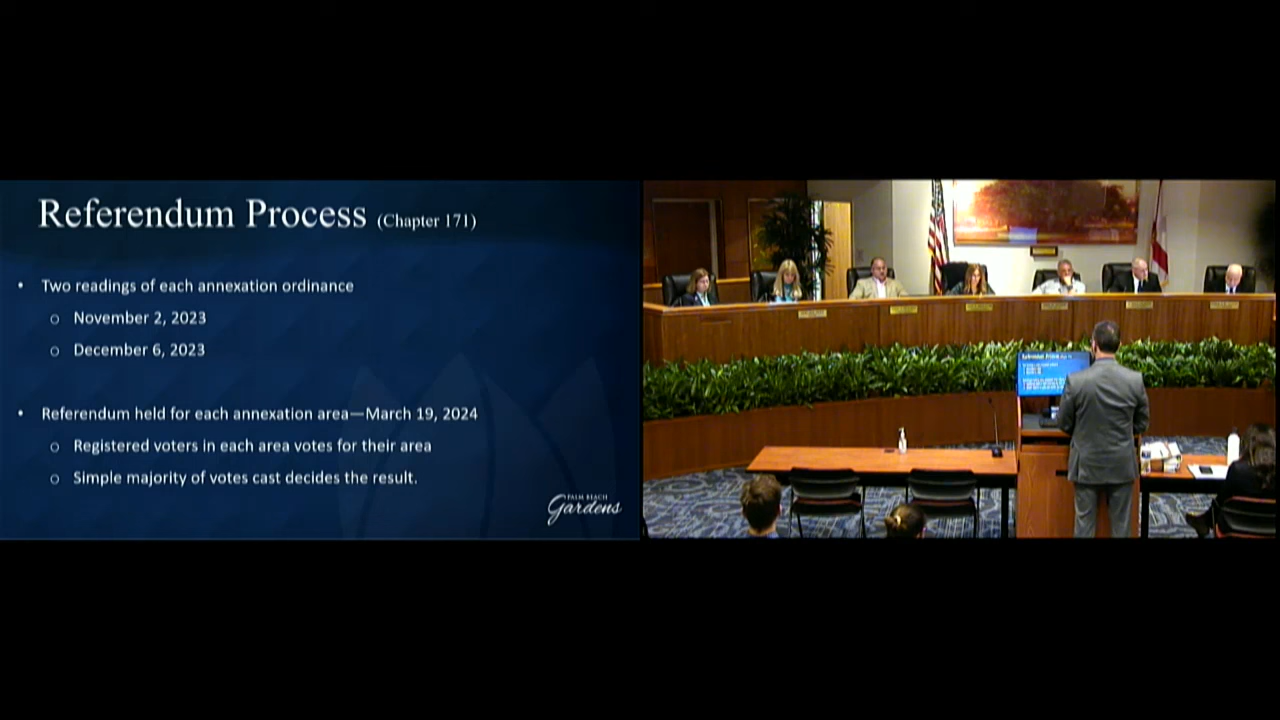 Referendum Process (Chapter 171)
• Two readings of each annexation ordinance
o November 2, 2023
o December 6, 2023
• Referendum held for each annexation area—March 19, 2024
o Registered voters in each area votes for their area
o Simple majority of votes cast decides the result.
PALM BEACH
Gardens